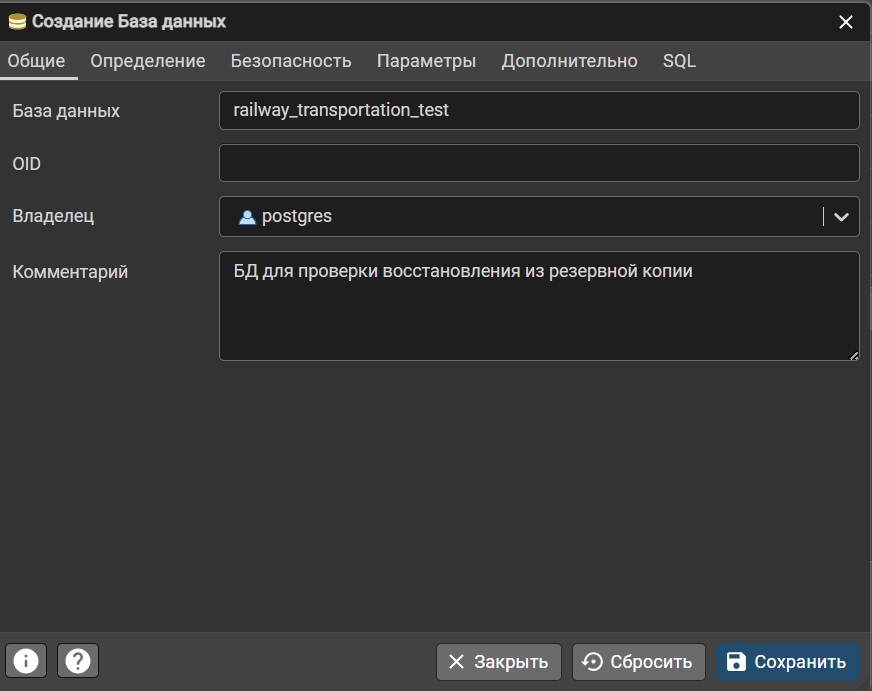 Создание База данных
Общие Определение Безопасность Параметры Дополнительно SQL
База данных railway_transportation_test
OID
Владелец postgres
Комментарий БД для проверки восстановления из резервной копии
Закрыть Сбросить Сохранить